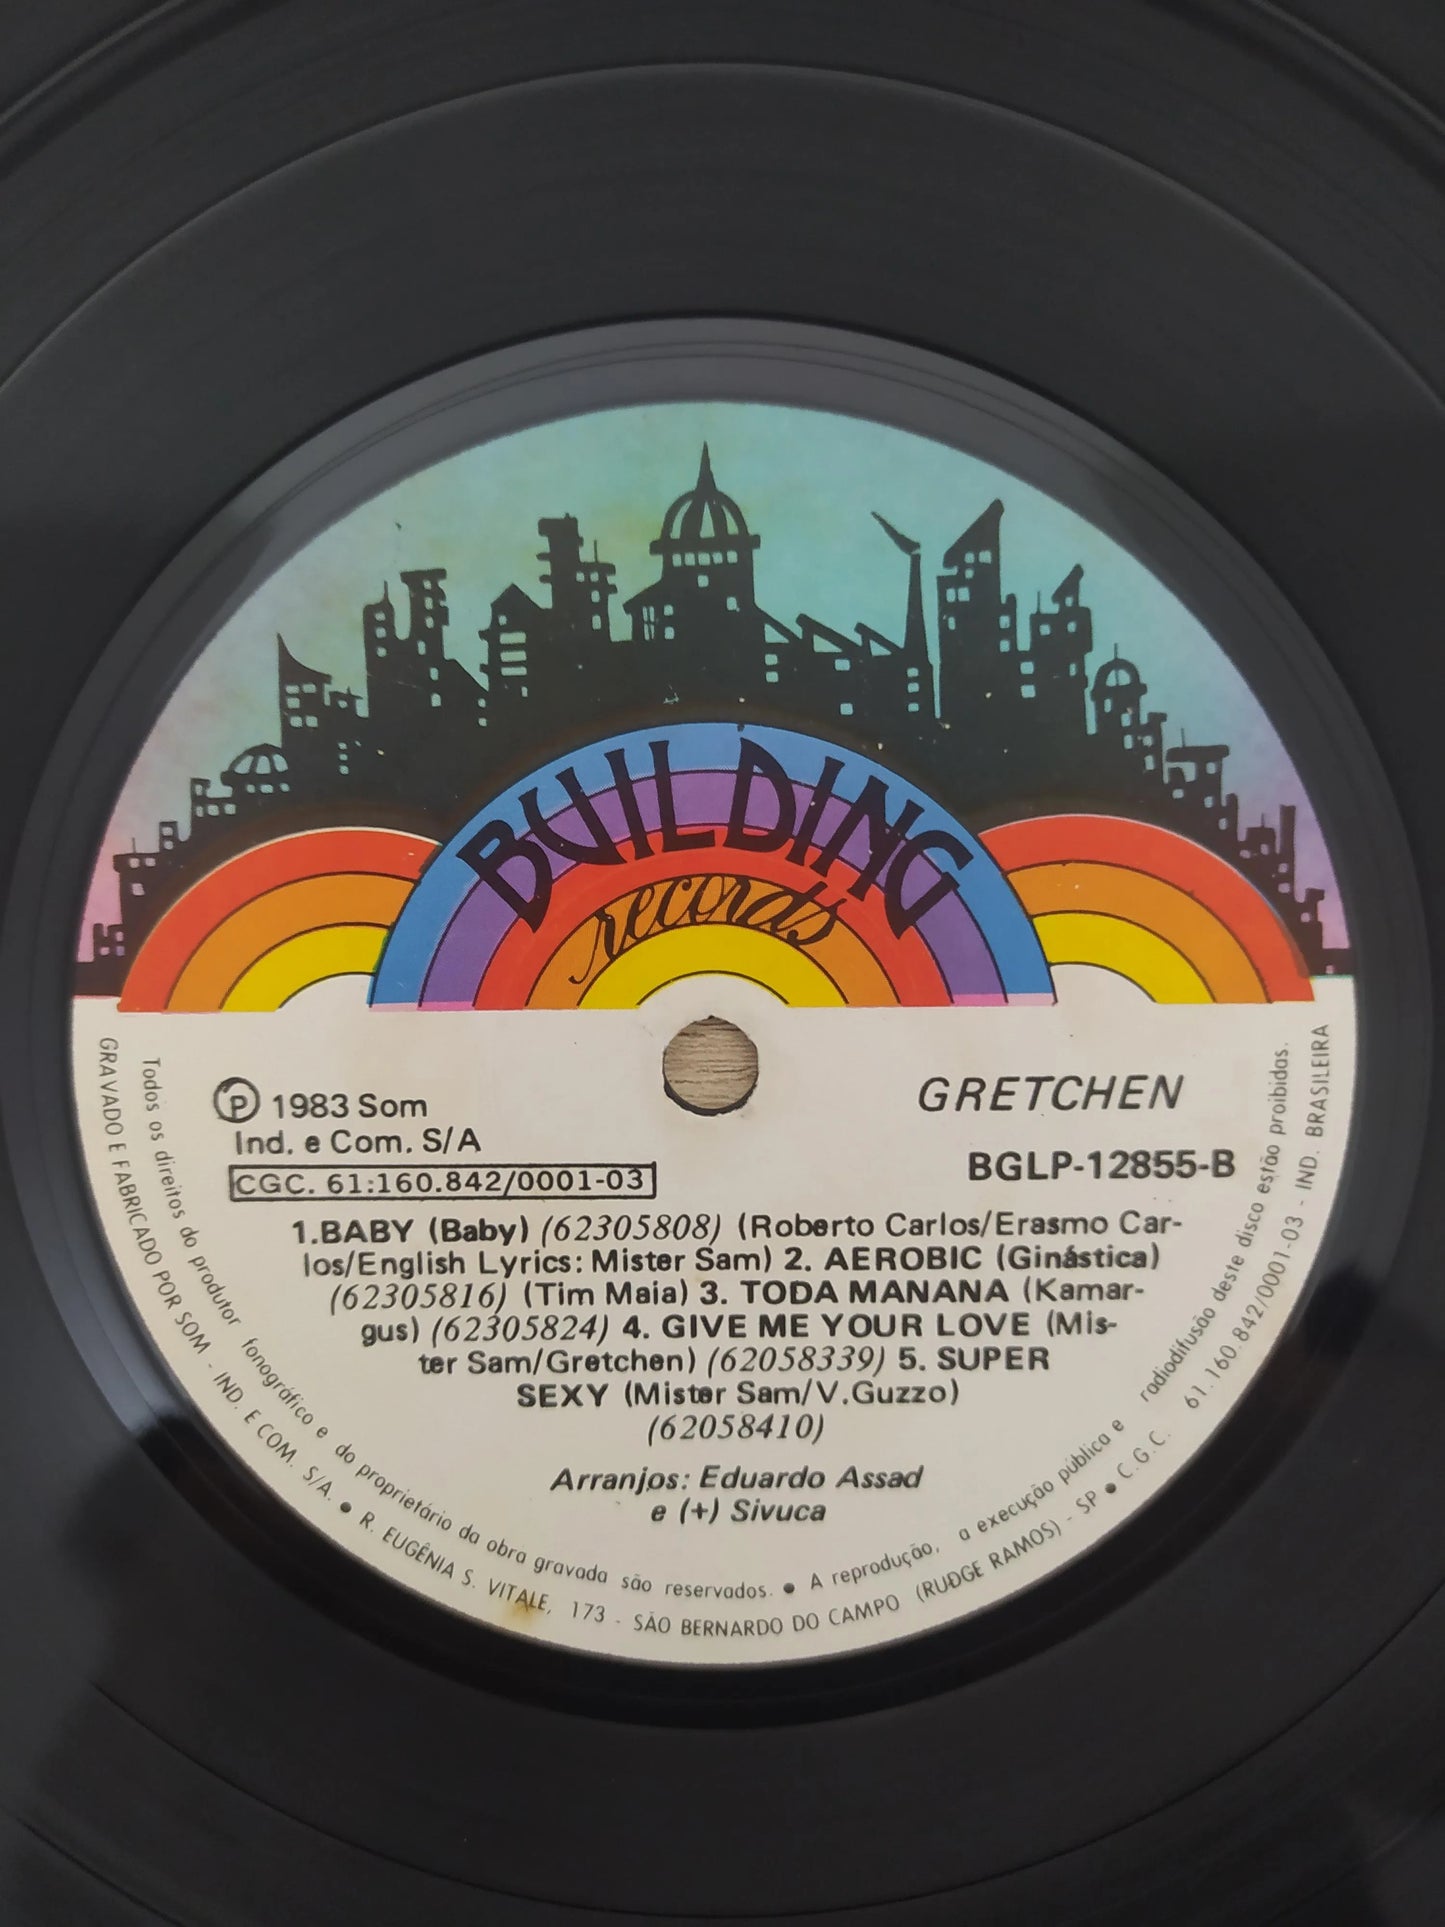 BUILDING
records
Ⓟ 1983 Som
Ind. e Com. S/A
CGC. 61:160.842/0001-03
GRETCHEN
BGLP-12855-B
1.BABY (Baby) (62305808) (Roberto Carlos/Erasmo Car-
los/English Lyrics: Mister Sam) 2. AEROBIC (Ginástica)
(62305816) (Tim Maia) 3. TODA MANANA (Kamar-
gus) (62305824) 4. GIVE ME YOUR LOVE (Mis-
ter Sam/Gretchen) (62058339) 5. SUPER
SEXY (Mister Sam/V.Guzzo)
(62058410)
Arranjos: Eduardo Assad
e (+) Sivuca
Todos os direitos do produtor fonográfico e do proprietário da obra gravada são reservados. ● A reprodução, a execução pública e radiodifusão deste disco estão proibidas.
GRAVADO E FABRICADO POR SOM - IND. E COM. S/A. ● R. EUGÊNIA S. VITALE, 173 - SÃO BERNARDO DO CAMPO (RUDGE RAMOS) - SP ● C.G.C. 61.160.842/0001-03 - IND. BRASILEIRA